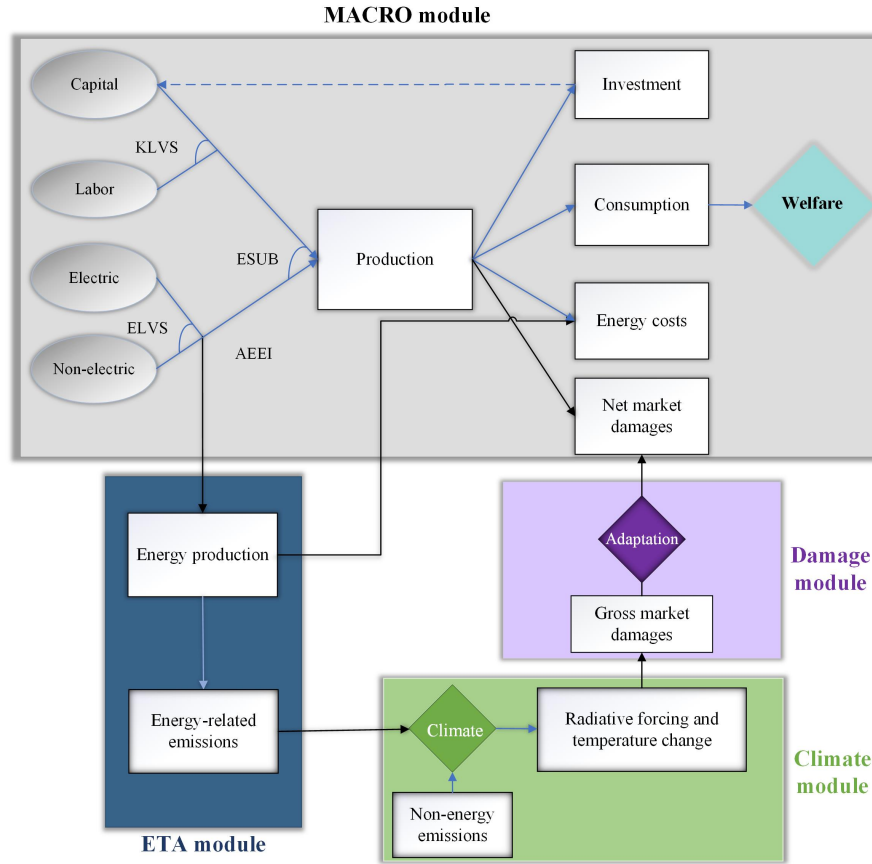 MACRO module
Capital
Investment
KLVS
Labor
Consumption
Welfare
Electric
ESUB
Production
ELVS
Energy costs
Non-electric
AEEI
Net market
damages
Energy production
Adaptation
Damage
module
Gross market
damages
Energy-related
emissions
Climate
Radiative forcing and
temperature change
Climate
module
Non-energy
emissions
ETA module